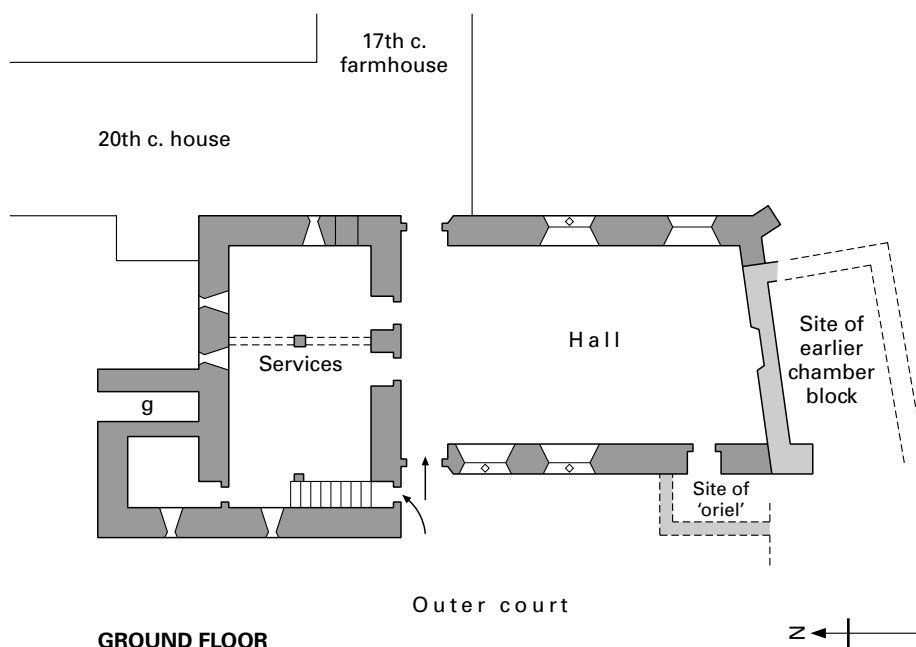 17th c.
farmhouse
20th c. house
Hall
Services
Site of
earlier
chamber
block
g
Site of
‘oriel’
Outer court
GROUND FLOOR
N